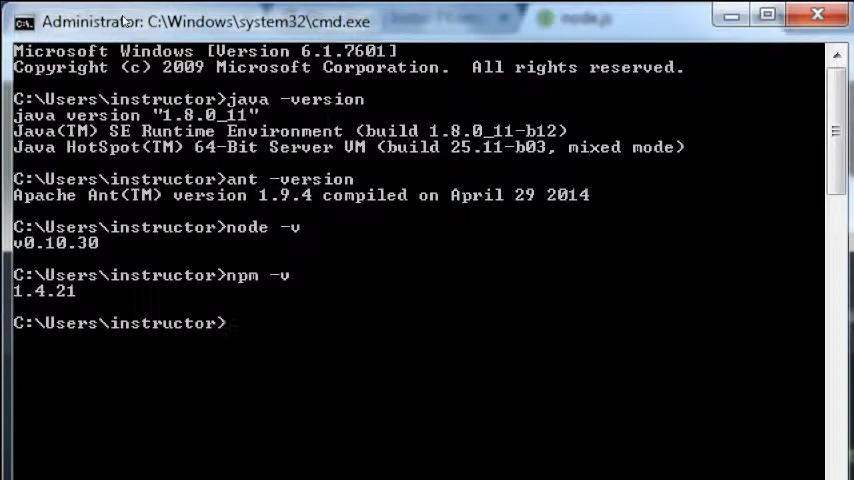 Administrator: C:\Windows\system32\cmd.exe
node.js
Microsoft Windows [Version 6.1.7601]
Copyright (c) 2009 Microsoft Corporation.  All rights reserved.
C:\Users\instructor>java -version
java version "1.8.0_11"
Java(TM) SE Runtime Environment (build 1.8.0_11-b12)
Java HotSpot(TM) 64-Bit Server VM (build 25.11-b03, mixed mode)
C:\Users\instructor>ant -version
Apache Ant(TM) version 1.9.4 compiled on April 29 2014
C:\Users\instructor>node -v
v0.10.30
C:\Users\instructor>npm -v
1.4.21
C:\Users\instructor>